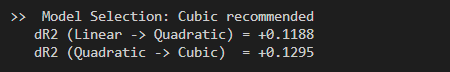 >>  Model Selection: Cubic recommended
dR2 (Linear -> Quadratic) = +0.1188
dR2 (Quadratic -> Cubic)  = +0.1295